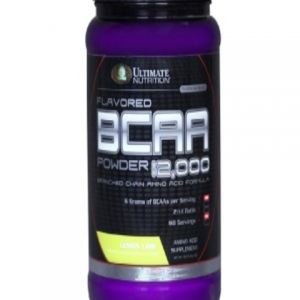 ULTIMATE
NUTRITION
FLAVORED
BCAA
POWDER 12,000
BRANCHED CHAIN AMINO ACID FORMULA
6 Grams of BCAAs per Serving
2:1:1 Ratio
60 Servings
LEMON LIME
AMINO ACID
SUPPLEMENT